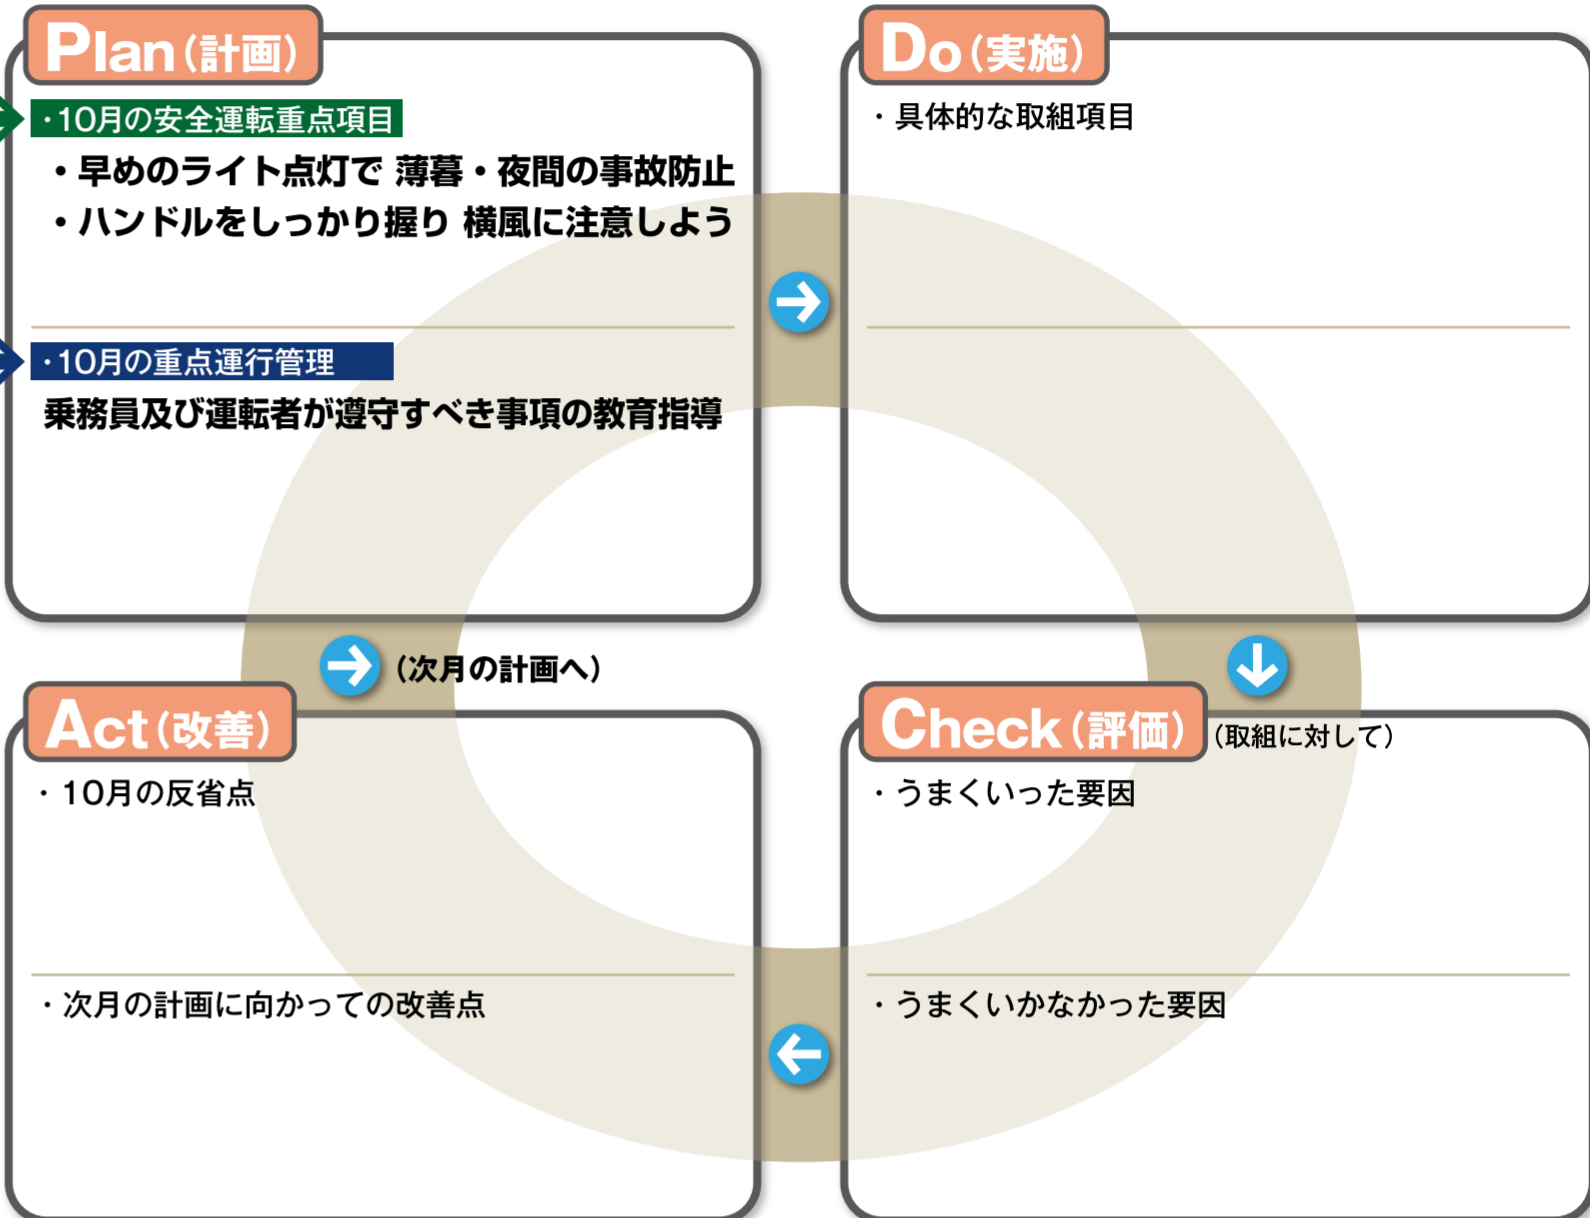 Plan(計画)
・10月の安全運転重点項目
・早めのライト点灯で 薄暮・夜間の事故防止
・ハンドルをしっかり握り 横風に注意しよう
・10月の重点運行管理
乗務員及び運転者が遵守すべき事項の教育指導
Do(実施)
・具体的な取組項目
(次月の計画へ)
Act(改善)
・10月の反省点
・次月の計画に向かっての改善点
Check(評価) (取組に対して)
・うまくいった要因
・うまくいかなかった要因